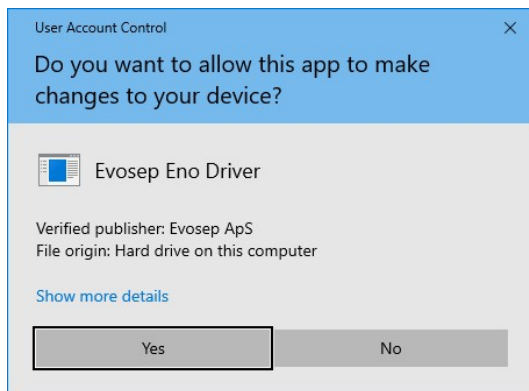 User Account Control
Do you want to allow this app to make
changes to your device?
Evosep Eno Driver
Verified publisher: Evosep ApS
File origin: Hard drive on this computer
Show more details
Yes
No